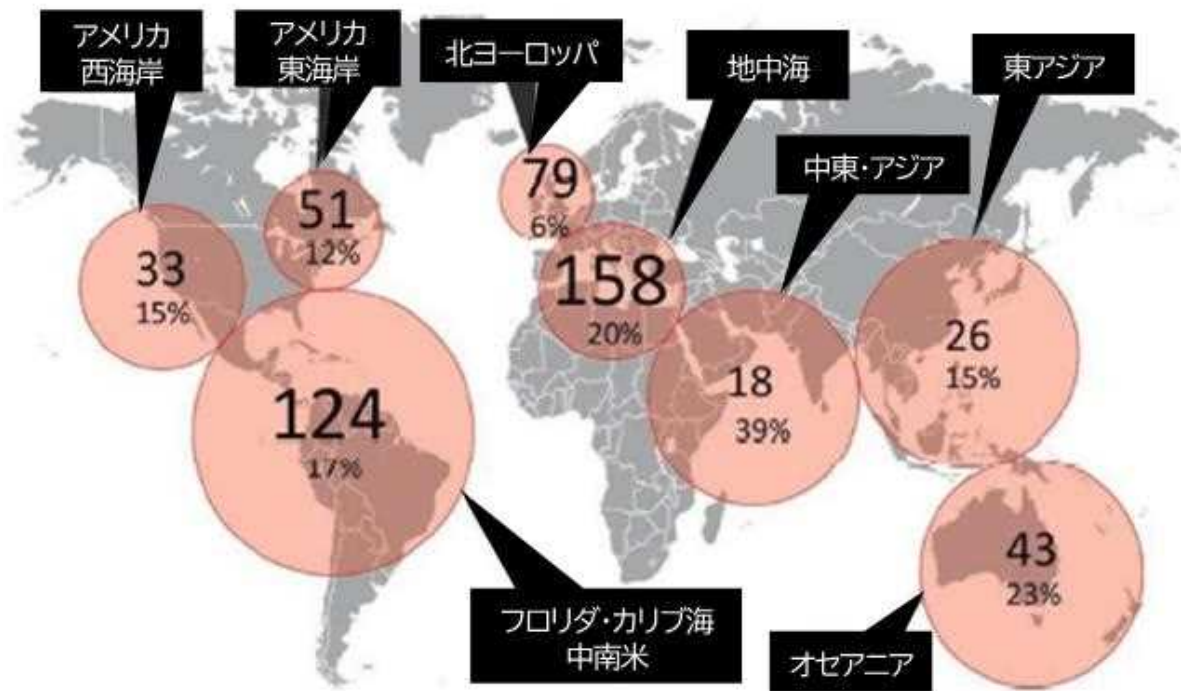 アメリカ
西海岸
アメリカ
東海岸
北ヨーロッパ
地中海
東アジア
中東・アジア
79
6%
51
12%
33
15%
158
20%
26
15%
18
39%
124
17%
43
23%
フロリダ・カリブ海
中南米
オセアニア